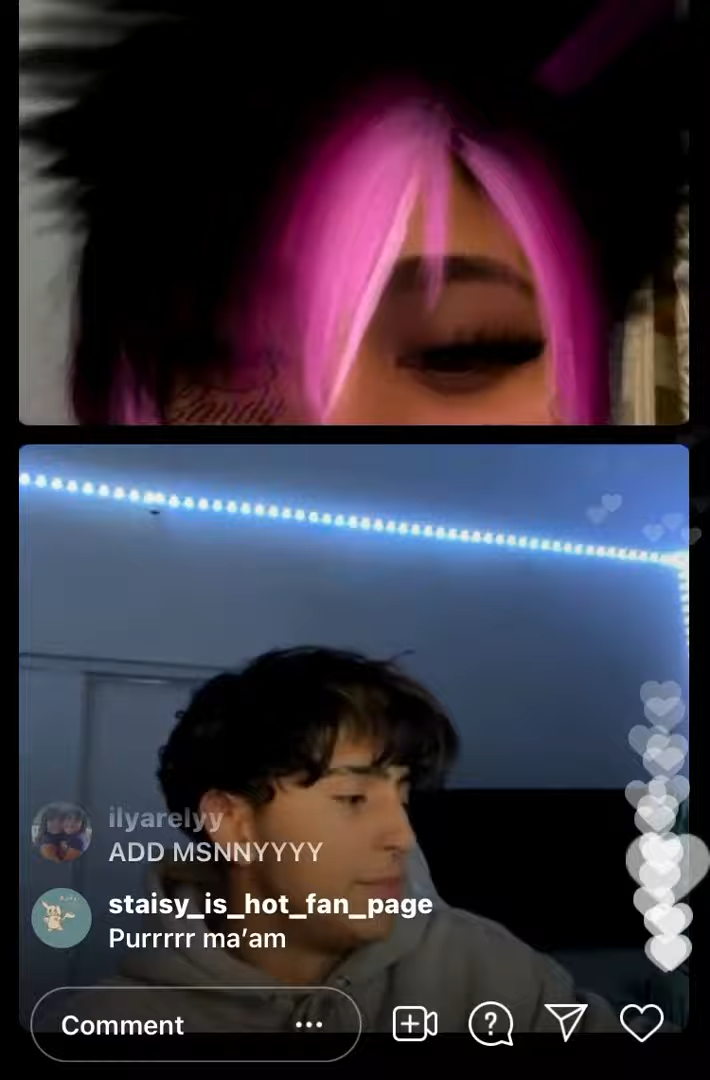 ilyarelyy
ADD MSNNYYYY
staisy_is_hot_fan_page
Purrrrr ma’am
Comment